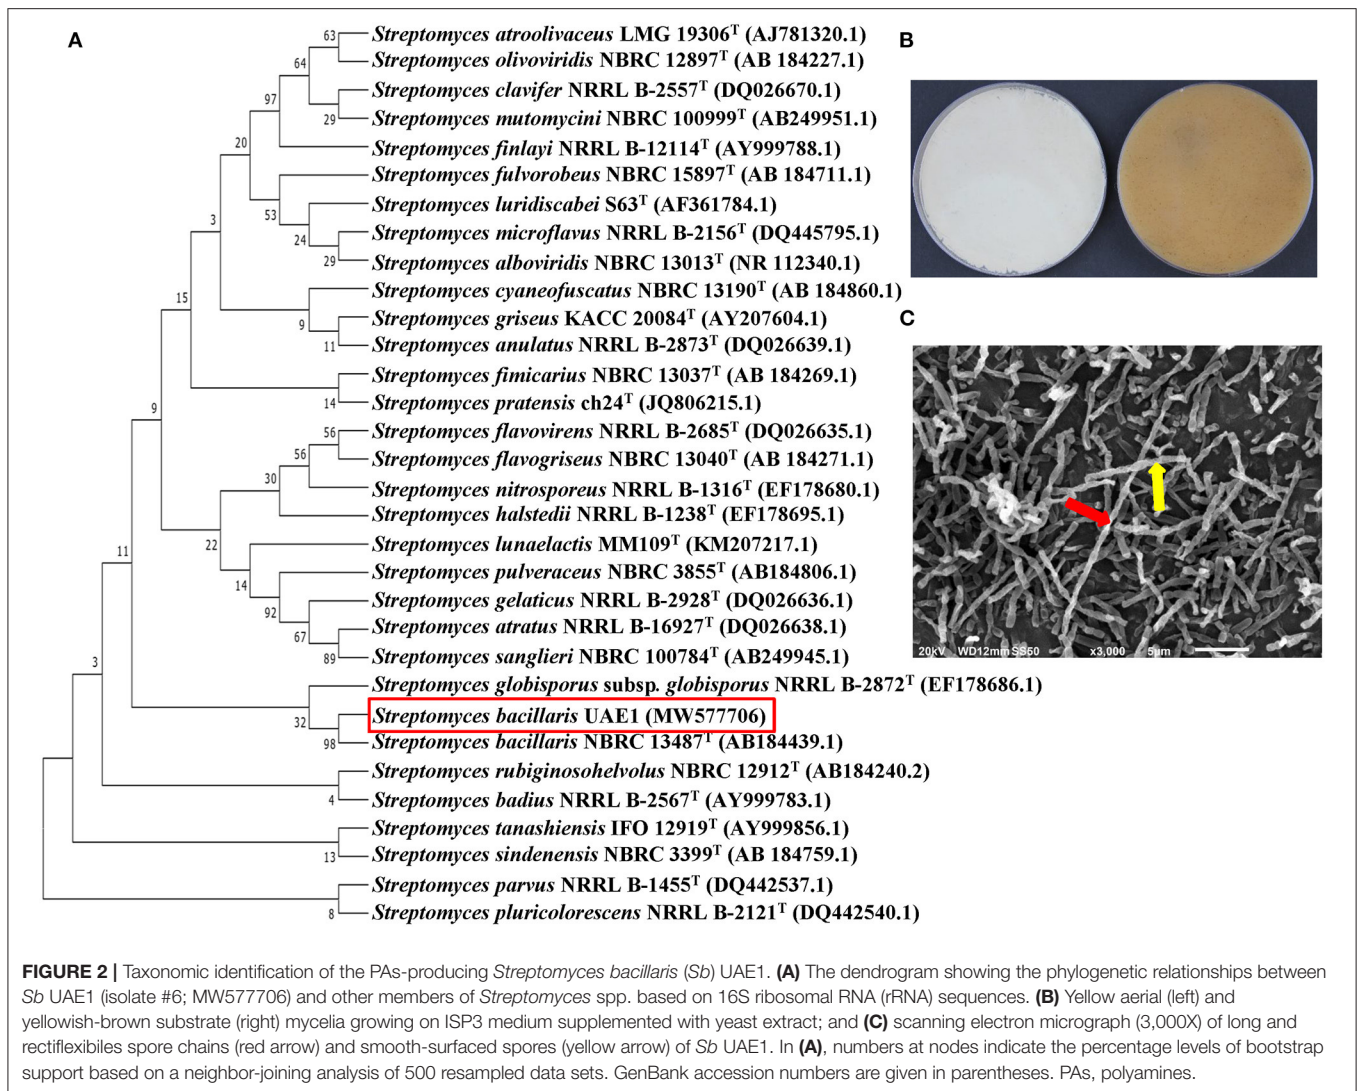 A
63
Streptomyces atroolivaceus LMG 19306T (AJ781320.1)
Streptomyces olivoviridis NBRC 12897T (AB 184227.1)
64
Streptomyces clavifer NRRL B-2557T (DQ026670.1)
97
Streptomyces mutomycini NBRC 100999T (AB249951.1)
29
20
Streptomyces finlayi NRRL B-12114T (AY999788.1)
Streptomyces fulvorobeus NBRC 15897T (AB 184711.1)
53
Streptomyces luridiscabei S63T (AF361784.1)
3
Streptomyces microflavus NRRL B-2156T (DQ445795.1)
24
Streptomyces alboviridis NBRC 13013T (NR 112340.1)
29
Streptomyces cyaneofuscatus NBRC 13190T (AB 184860.1)
15
Streptomyces griseus KACC 20084T (AY207604.1)
9
Streptomyces anulatus NRRL B-2873T (DQ026639.1)
11
Streptomyces fimicarius NBRC 13037T (AB 184269.1)
Streptomyces pratensis ch24T (JQ806215.1)
14
9
Streptomyces flavovirens NRRL B-2685T (DQ026635.1)
56
Streptomyces flavogriseus NBRC 13040T (AB 184271.1)
56
Streptomyces nitrosporeus NRRL B-1316T (EF178680.1)
30
Streptomyces halstedii NRRL B-1238T (EF178695.1)
22
Streptomyces lunaelactis MM109T (KM207217.1)
11
Streptomyces pulveraceus NBRC 3855T (AB184806.1)
14
Streptomyces gelaticus NRRL B-2928T (DQ026636.1)
92
Streptomyces atratus NRRL B-16927T (DQ026638.1)
67
Streptomyces sanglieri NBRC 100784T (AB249945.1)
89
3
Streptomyces globisporus subsp. globisporus NRRL B-2872T (EF178686.1)
Streptomyces bacillaris UAE1 (MW577706)
32
Streptomyces bacillaris NBRC 13487T (AB184439.1)
98
Streptomyces rubiginosohelvolus NBRC 12912T (AB184240.2)
Streptomyces badius NRRL B-2567T (AY999783.1)
4
Streptomyces tanashiensis IFO 12919T (AY999856.1)
Streptomyces sindenensis NBRC 3399T (AB 184759.1)
13
Streptomyces parvus NRRL B-1455T (DQ442537.1)
Streptomyces pluricolorescens NRRL B-2121T (DQ442540.1)
8
B
C
20kV WD12mm SS50 x3,000 5µm
FIGURE 2 | Taxonomic identification of the PAs-producing Streptomyces bacillaris (Sb) UAE1. (A) The dendrogram showing the phylogenetic relationships between
Sb UAE1 (isolate #6; MW577706) and other members of Streptomyces spp. based on 16S ribosomal RNA (rRNA) sequences. (B) Yellow aerial (left) and
yellowish-brown substrate (right) mycelia growing on ISP3 medium supplemented with yeast extract; and (C) scanning electron micrograph (3,000X) of long and
rectiflexibiles spore chains (red arrow) and smooth-surfaced spores (yellow arrow) of Sb UAE1. In (A), numbers at nodes indicate the percentage levels of bootstrap
support based on a neighbor-joining analysis of 500 resampled data sets. GenBank accession numbers are given in parentheses. PAs, polyamines.